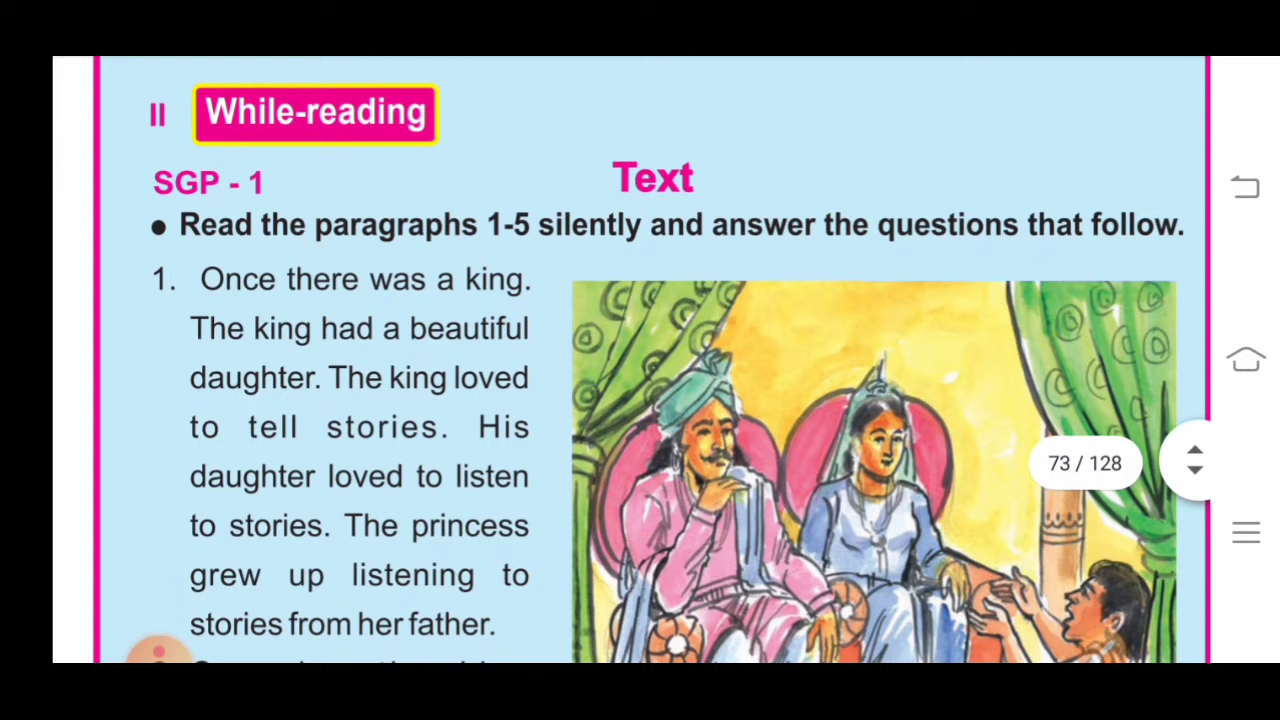 II While-reading
SGP - 1 Text
● Read the paragraphs 1-5 silently and answer the questions that follow.
1. Once there was a king.
The king had a beautiful
daughter. The king loved
to tell stories. His
daughter loved to listen
to stories. The princess
grew up listening to
stories from her father.
73 / 128